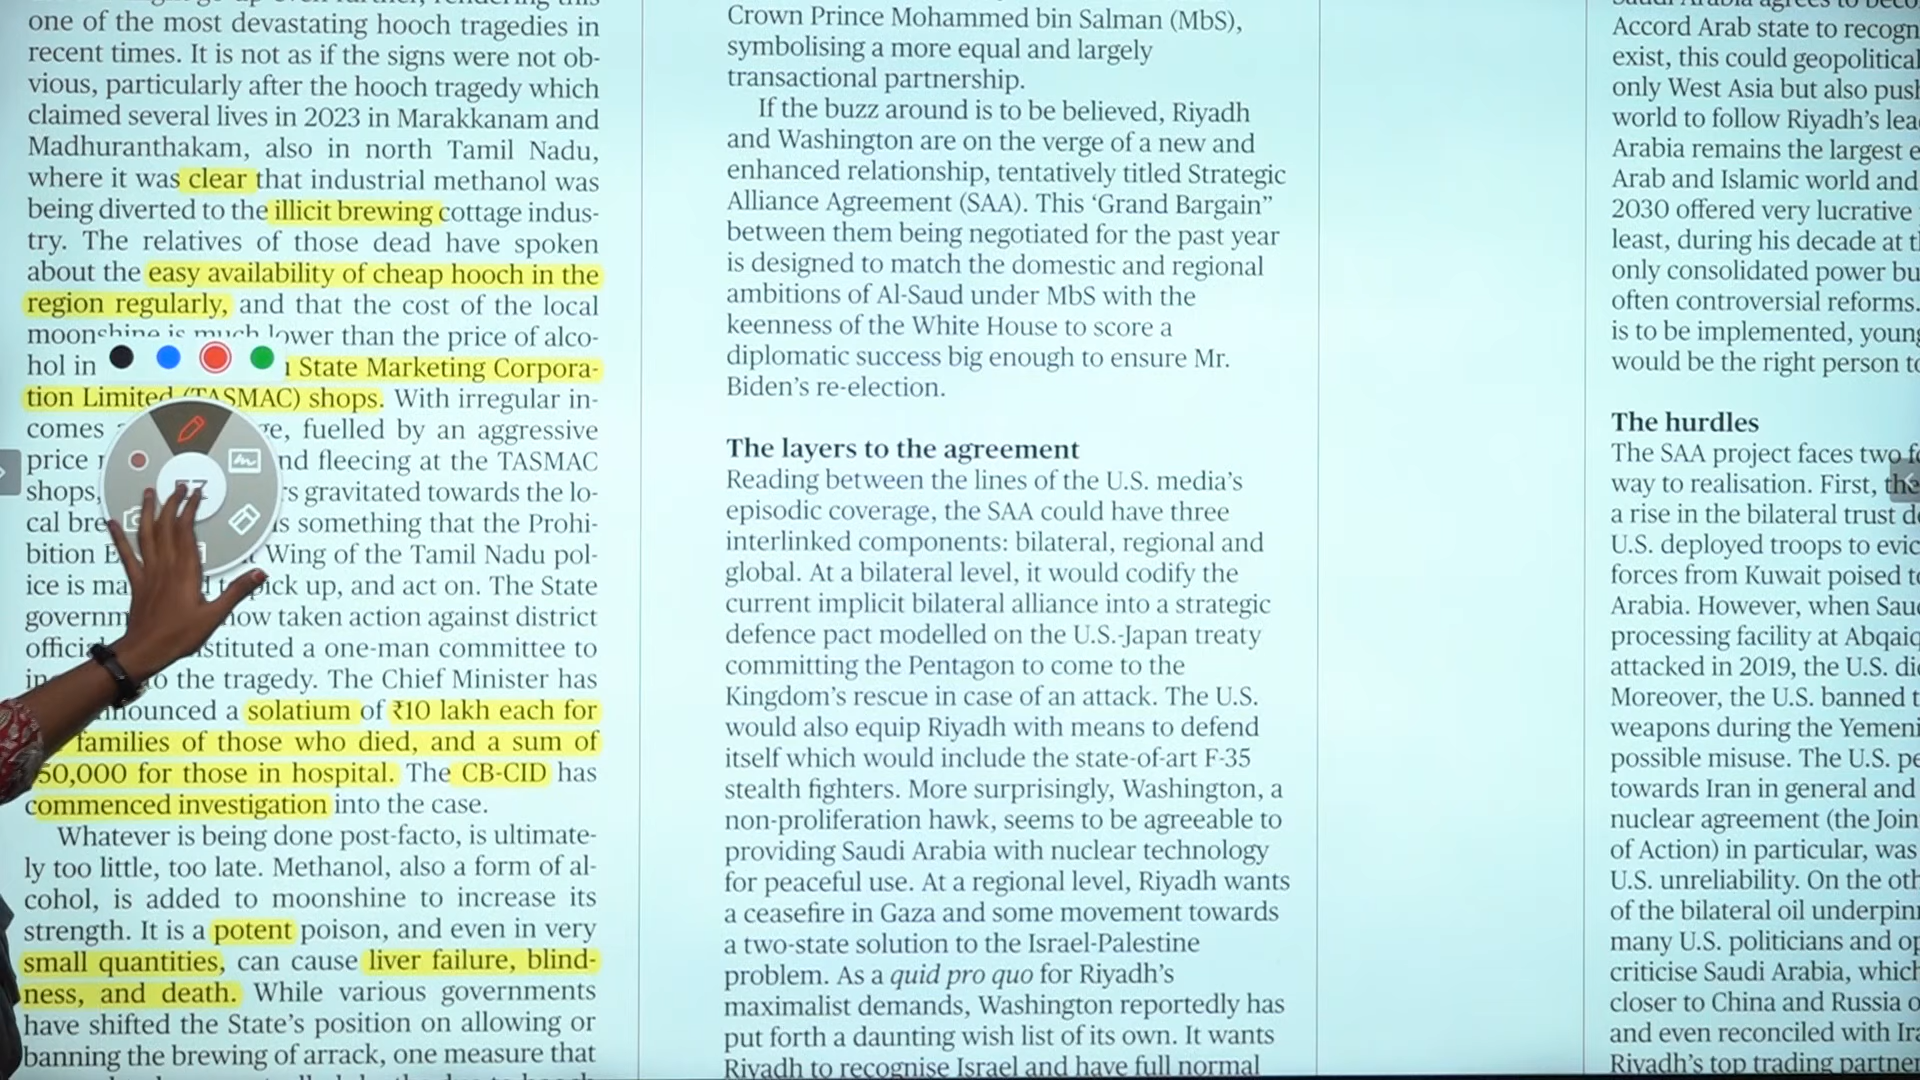 one of the most devastating hooch tragedies in
recent times. It is not as if the signs were not ob-
vious, particularly after the hooch tragedy which
claimed several lives in 2023 in Marakkanam and
Madhuranthakam, also in north Tamil Nadu,
where it was clear that industrial methanol was
being diverted to the illicit brewing cottage indus-
try. The relatives of those dead have spoken
about the easy availability of cheap hooch in the
region regularly, and that the cost of the local
moonshine is much lower than the price of alco-
hol in State Marketing Corpora-
tion Limited (TASMAC) shops. With irregular in-
comes fuelled by an aggressive
price nd fleecing at the TASMAC
shops, rs gravitated towards the lo-
cal bre is something that the Prohi-
bition Wing of the Tamil Nadu pol-
ice is ma pick up, and act on. The State
governm now taken action against district
offici stituted a one-man committee to
in o the tragedy. The Chief Minister has
nnounced a solatium of ₹10 lakh each for
families of those who died, and a sum of
50,000 for those in hospital. The CB-CID has
commenced investigation into the case.
Whatever is being done post-facto, is ultimate-
ly too little, too late. Methanol, also a form of al-
cohol, is added to moonshine to increase its
strength. It is a potent poison, and even in very
small quantities, can cause liver failure, blind-
ness, and death. While various governments
have shifted the State's position on allowing or
banning the brewing of arrack, one measure that
Crown Prince Mohammed bin Salman (MbS),
symbolising a more equal and largely
transactional partnership.
If the buzz around is to be believed, Riyadh
and Washington are on the verge of a new and
enhanced relationship, tentatively titled Strategic
Alliance Agreement (SAA). This ‘Grand Bargain”
between them being negotiated for the past year
is designed to match the domestic and regional
ambitions of Al-Saud under MbS with the
keenness of the White House to score a
diplomatic success big enough to ensure Mr.
Biden's re-election.
The layers to the agreement
Reading between the lines of the U.S. media's
episodic coverage, the SAA could have three
interlinked components: bilateral, regional and
global. At a bilateral level, it would codify the
current implicit bilateral alliance into a strategic
defence pact modelled on the U.S.-Japan treaty
committing the Pentagon to come to the
Kingdom's rescue in case of an attack. The U.S.
would also equip Riyadh with means to defend
itself which would include the state-of-art F-35
stealth fighters. More surprisingly, Washington, a
non-proliferation hawk, seems to be agreeable to
providing Saudi Arabia with nuclear technology
for peaceful use. At a regional level, Riyadh wants
a ceasefire in Gaza and some movement towards
a two-state solution to the Israel-Palestine
problem. As a quid pro quo for Riyadh's
maximalist demands, Washington reportedly has
put forth a daunting wish list of its own. It wants
Riyadh to recognise Israel and have full normal
Accord Arab state to recogn
exist, this could geopolitical
only West Asia but also push
world to follow Riyadh's lea
Arabia remains the largest e
Arab and Islamic world and
2030 offered very lucrative
least, during his decade at t
only consolidated power bu
often controversial reforms.
is to be implemented, young
would be the right person to
The hurdles
The SAA project faces two fo
way to realisation. First, the
a rise in the bilateral trust d
U.S. deployed troops to evic
forces from Kuwait poised to
Arabia. However, when Sau
processing facility at Abqaiq
attacked in 2019, the U.S. di
Moreover, the U.S. banned t
weapons during the Yemeni
possible misuse. The U.S. pe
towards Iran in general and
nuclear agreement (the Join
of Action) in particular, was
U.S. unreliability. On the oth
of the bilateral oil underpinn
many U.S. politicians and op
criticise Saudi Arabia, which
closer to China and Russia o
and even reconciled with Ira
Riyadh's top trading partner